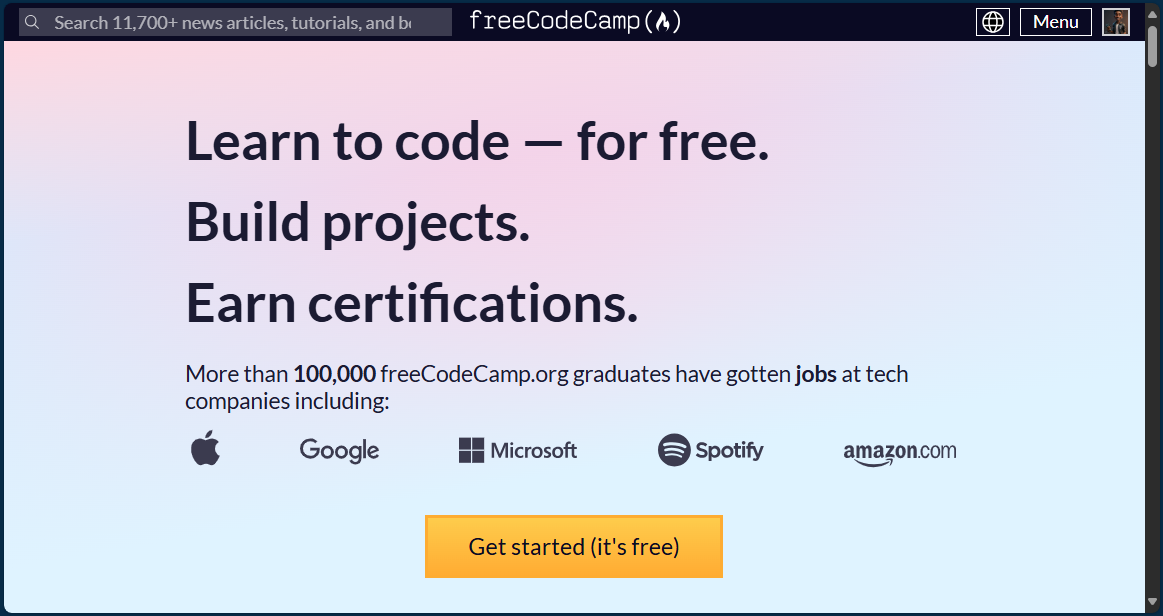 Search 11,700+ news articles, tutorials, and
freeCodeCamp
Menu
Learn to code — for free.
Build projects.
Earn certifications.
More than 100,000 freeCodeCamp.org graduates have gotten jobs at tech
companies including:
Google
Microsoft
Spotify
amazon.com
Get started (it's free)